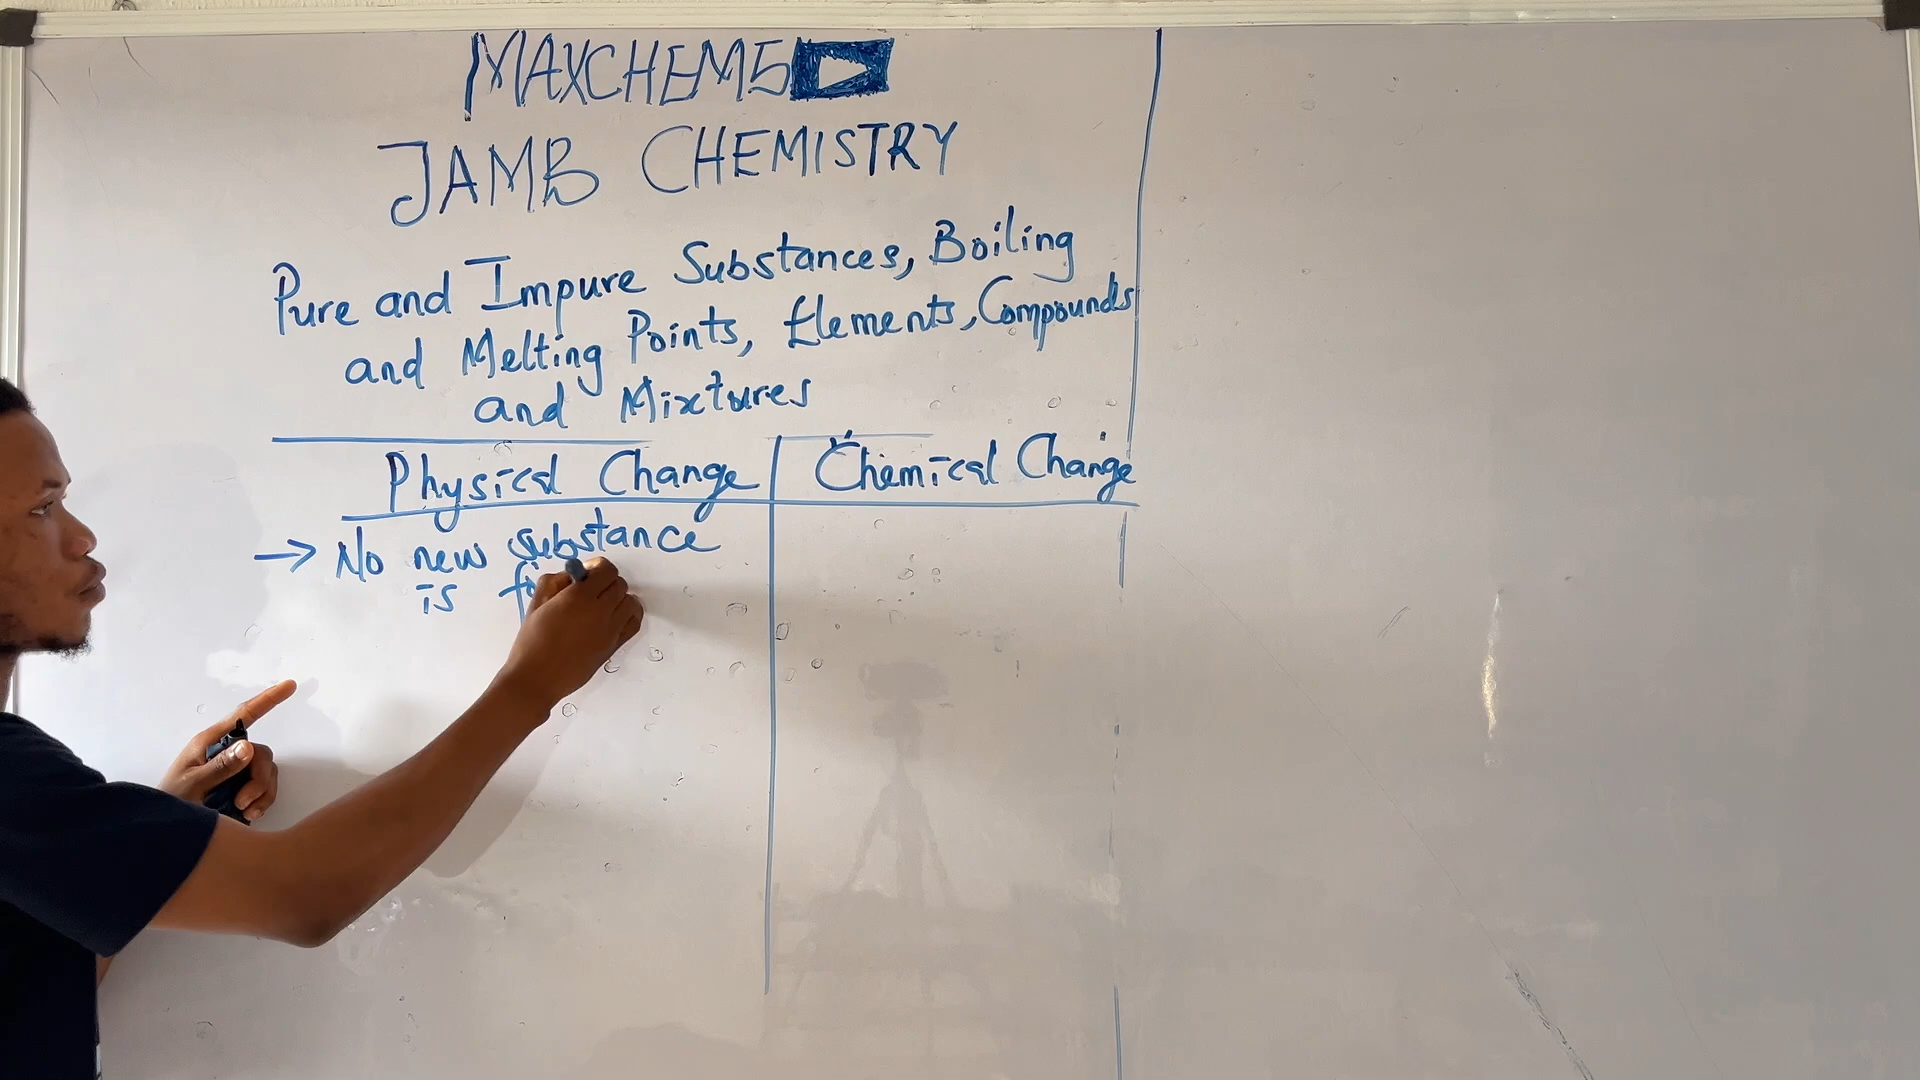 MAXCHEM5
JAMB CHEMISTRY
Pure and Impure Substances, Boiling
and Melting Points, Elements, Compounds
and Mixtures
Physical Change
Chemical Change
→ No new substance
is